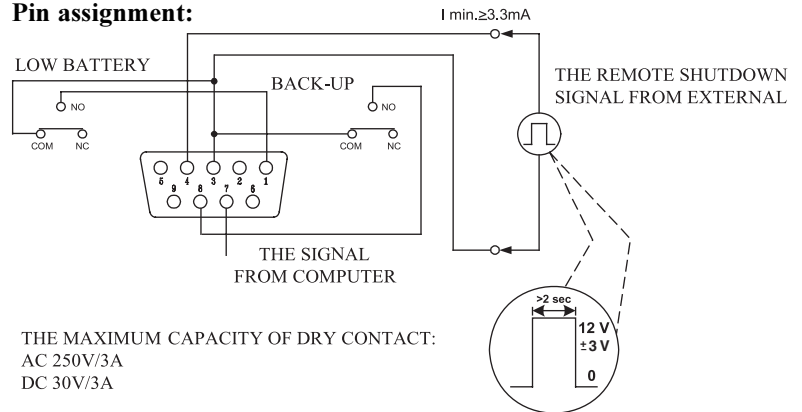 Pin assignment:
I min.≥3.3mA
LOW BATTERY
BACK-UP
THE REMOTE SHUTDOWN
SIGNAL FROM EXTERNAL
NO
NO
COM NC
COM NC
5 4 3 2 1
9 8 7 6
THE SIGNAL
FROM COMPUTER
>2 sec
12 V
±3 V
0
THE MAXIMUM CAPACITY OF DRY CONTACT:
AC 250V/3A
DC 30V/3A